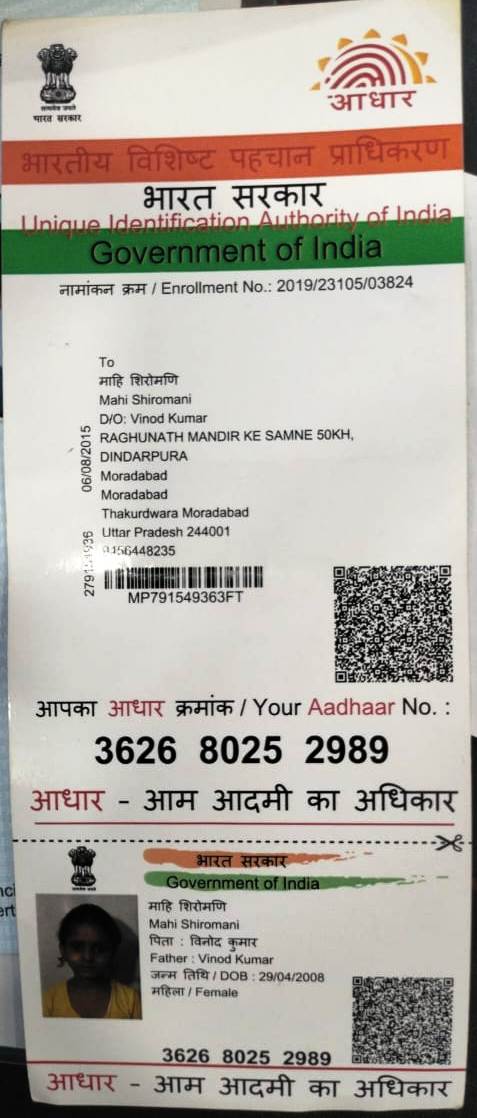 सत्यमेव जयते
भारत सरकार
आधार
भारतीय विशिष्ट पहचान प्राधिकरण
भारत सरकार
Unique Identification Authority of India
Government of India
नामांकन क्रम / Enrollment No.: 2019/23105/03824
To
माहि शिरोमणि
Mahi Shiromani
D/O: Vinod Kumar
RAGHUNATH MANDIR KE SAMNE 50KH,
DINDARPURA
Moradabad
Moradabad
Thakurdwara Moradabad
Uttar Pradesh 244001
9456448235
06/08/2015
MP791549363FT
आपका आधार क्रमांक / Your Aadhaar No. :
3626 8025 2989
आधार - आम आदमी का अधिकार
भारत सरकार
Government of India
माहि शिरोमणि
Mahi Shiromani
पिता : विनोद कुमार
Father : Vinod Kumar
जन्म तिथि / DOB : 29/04/2008
महिला / Female
3626 8025 2989
आधार - आम आदमी का अधिकार